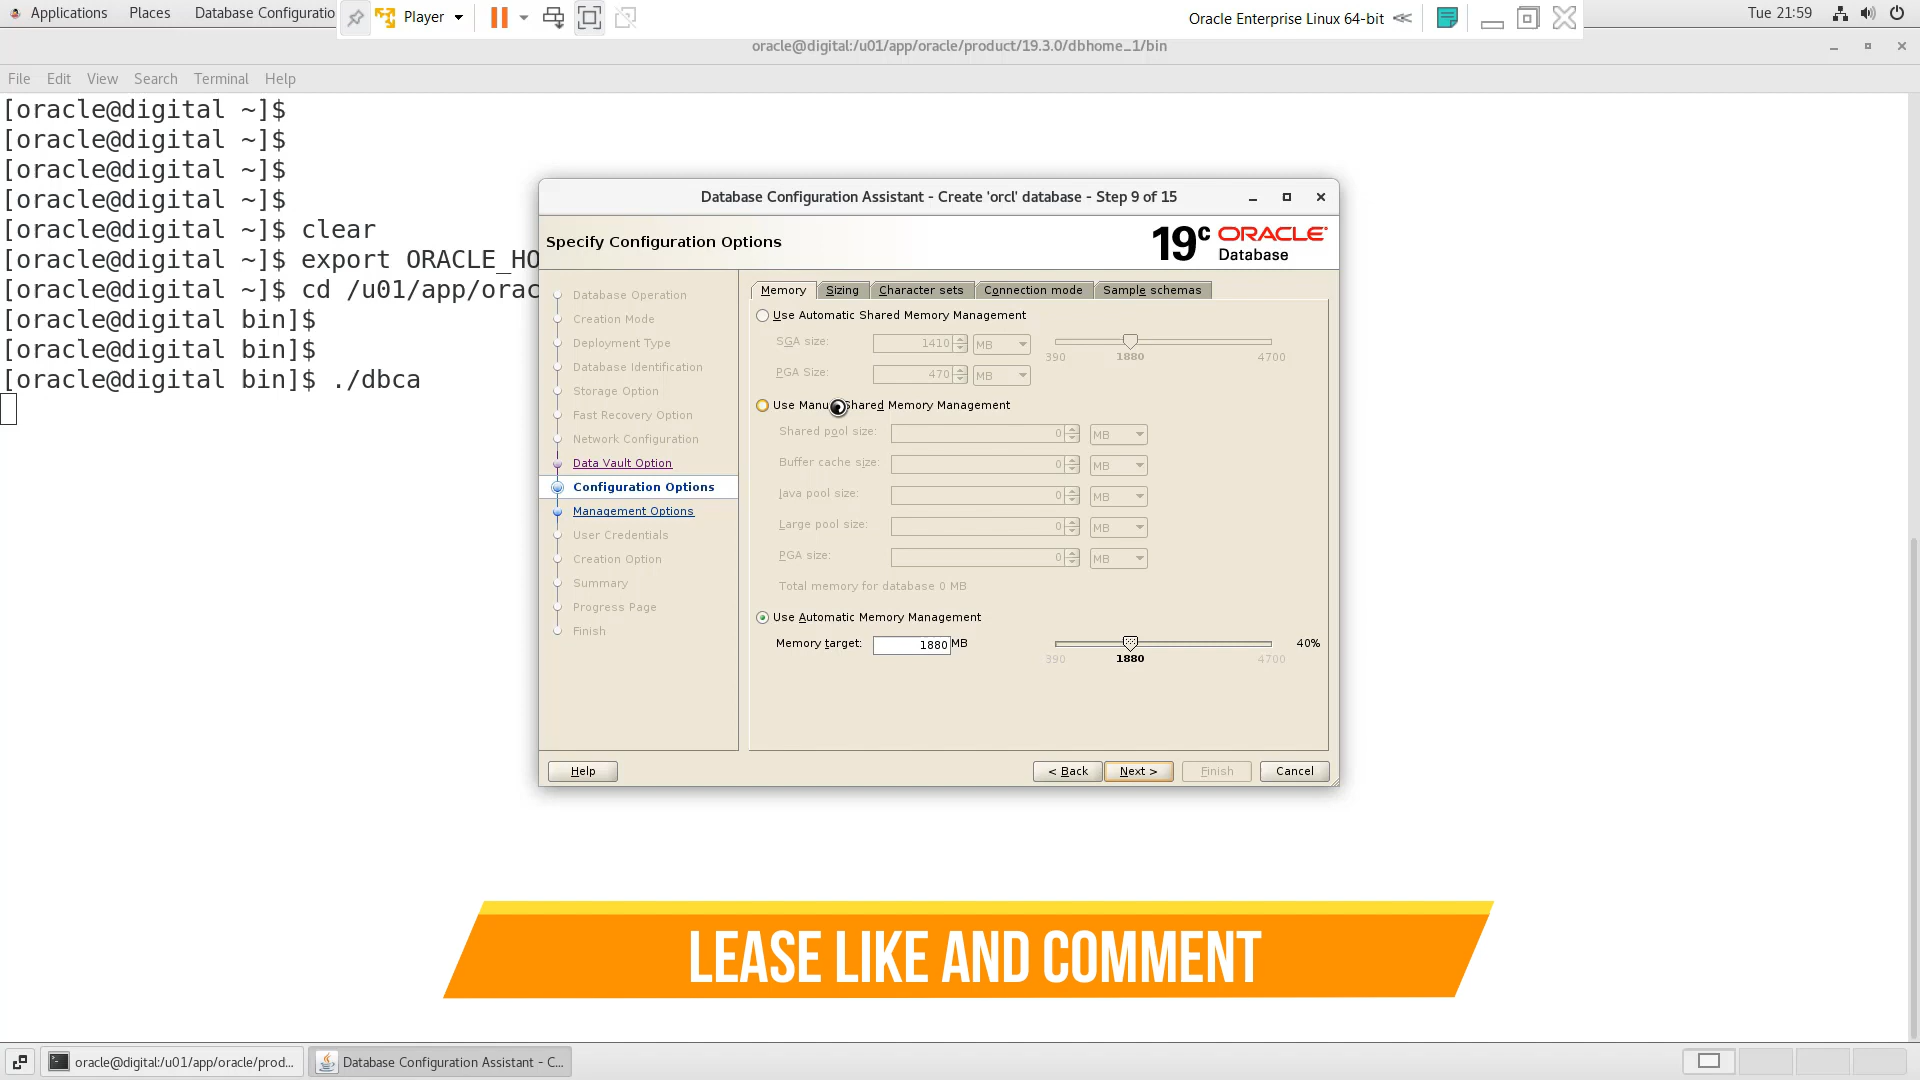 Applications Places Database Configuratio
Player
Oracle Enterprise Linux 64-bit
Tue 21:59
oracle@digital:/u01/app/oracle/product/19.3.0/dbhome_1/bin
File Edit View Search Terminal Help
[oracle@digital ~]$
[oracle@digital ~]$
[oracle@digital ~]$
[oracle@digital ~]$
[oracle@digital ~]$ clear
[oracle@digital ~]$ export ORACLE_HO
[oracle@digital ~]$ cd /u01/app/orac
[oracle@digital bin]$
[oracle@digital bin]$
[oracle@digital bin]$ ./dbca
Database Configuration Assistant - Create 'orcl' database - Step 9 of 15
Specify Configuration Options
19c ORACLE
Database
Database Operation
Creation Mode
Deployment Type
Database Identification
Storage Option
Fast Recovery Option
Network Configuration
Data Vault Option
Configuration Options
Management Options
User Credentials
Creation Option
Summary
Progress Page
Finish
Memory Sizing Character sets Connection mode Sample schemas
Use Automatic Shared Memory Management
SGA size: 1410 MB
390 1880 4700
PGA Size: 470 MB
Use Manu Shared Memory Management
Shared pool size: 0 MB
Buffer cache size: 0 MB
Java pool size: 0 MB
Large pool size: 0 MB
PGA size: 0 MB
Total memory for database 0 MB
Use Automatic Memory Management
Memory target: 1880 MB 40%
390 1880 4700
Help < Back Next > Finish Cancel
LEASE LIKE AND COMMENT
oracle@digital:/u01/app/oracle/prod...
Database Configuration Assistant - C...